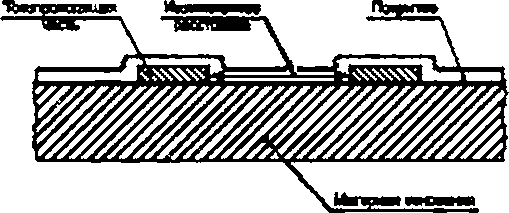 Токопроводящая
часть
Изоляционное
расстояние
Покрытие
Материал основания